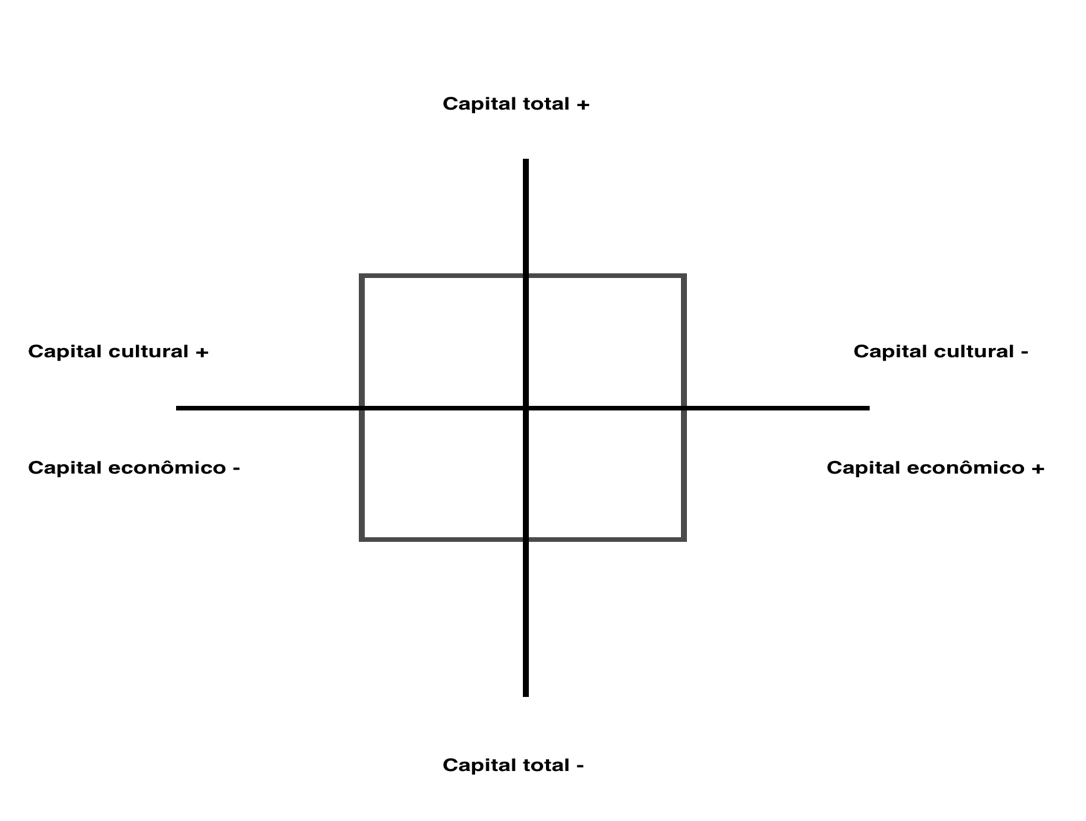 Capital total +
Capital cultural +
Capital cultural -
Capital econômico -
Capital econômico +
Capital total -